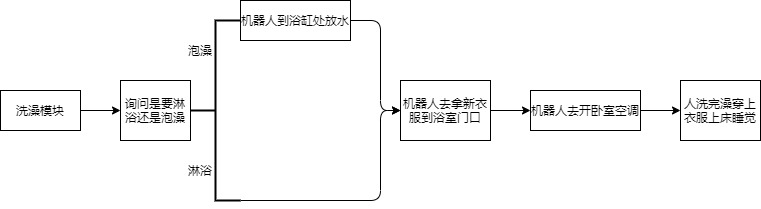 洗澡模块
询问是要淋
浴还是泡澡
泡澡
淋浴
机器人到浴缸处放水
机器人去拿新衣
服到浴室门口
机器人去开卧室空调
人洗完澡穿上
衣服上床睡觉